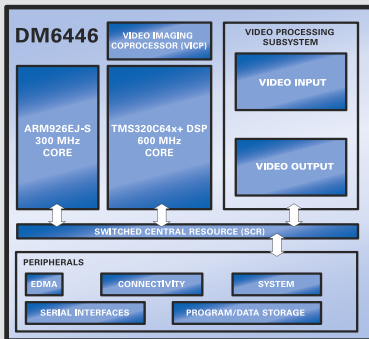 DM6446
VIDEO IMAGING
COPROCESSOR (VICP)
VIDEO PROCESSING
SUBSYSTEM
ARM926EJ-S
300 MHz
CORE
TMS320C64x+ DSP
600 MHz
CORE
VIDEO INPUT
VIDEO OUTPUT
SWITCHED CENTRAL RESOURCE (SCR)
PERIPHERALS
EDMA
CONNECTIVITY
SYSTEM
SERIAL INTERFACES
PROGRAM/DATA STORAGE